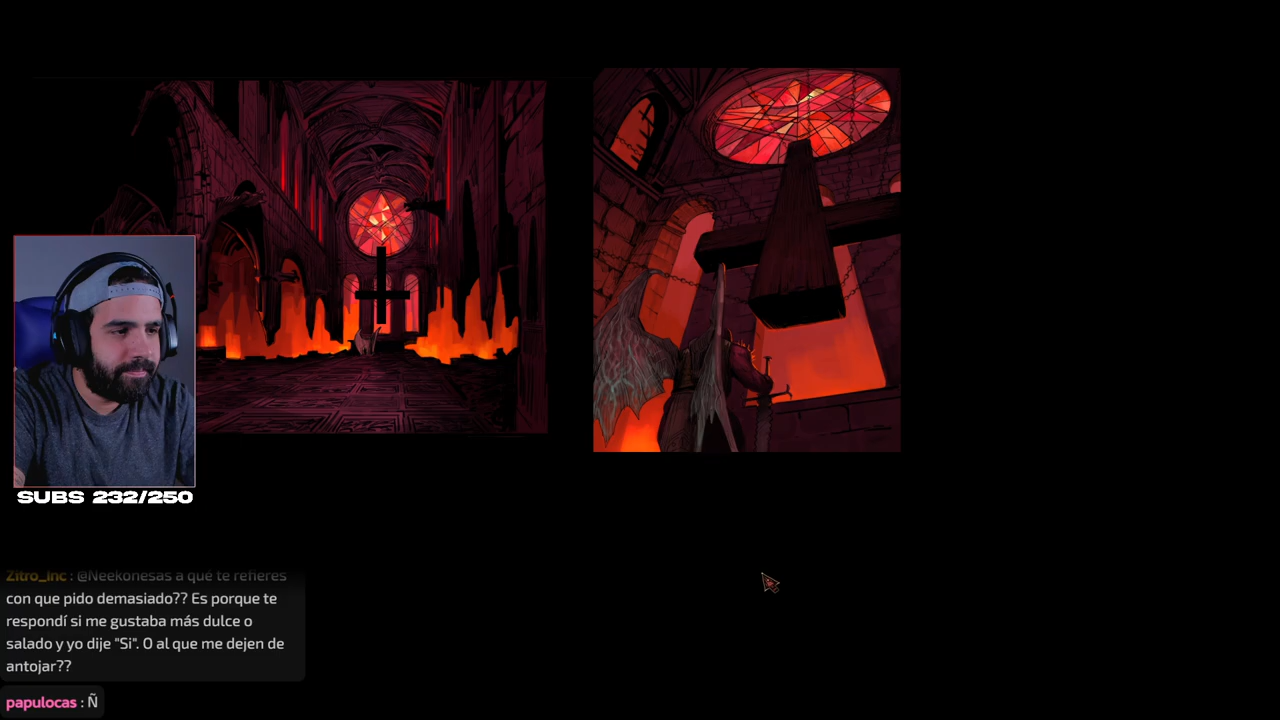 SUBS 232/250
Zitro_Inc : @Neekonesas a qué te refieres
con que pido demasiado?? Es porque te
respondí si me gustaba más dulce o
salado y yo dije "Si". O al que me dejen de
antojar??
papulocas : Ñ